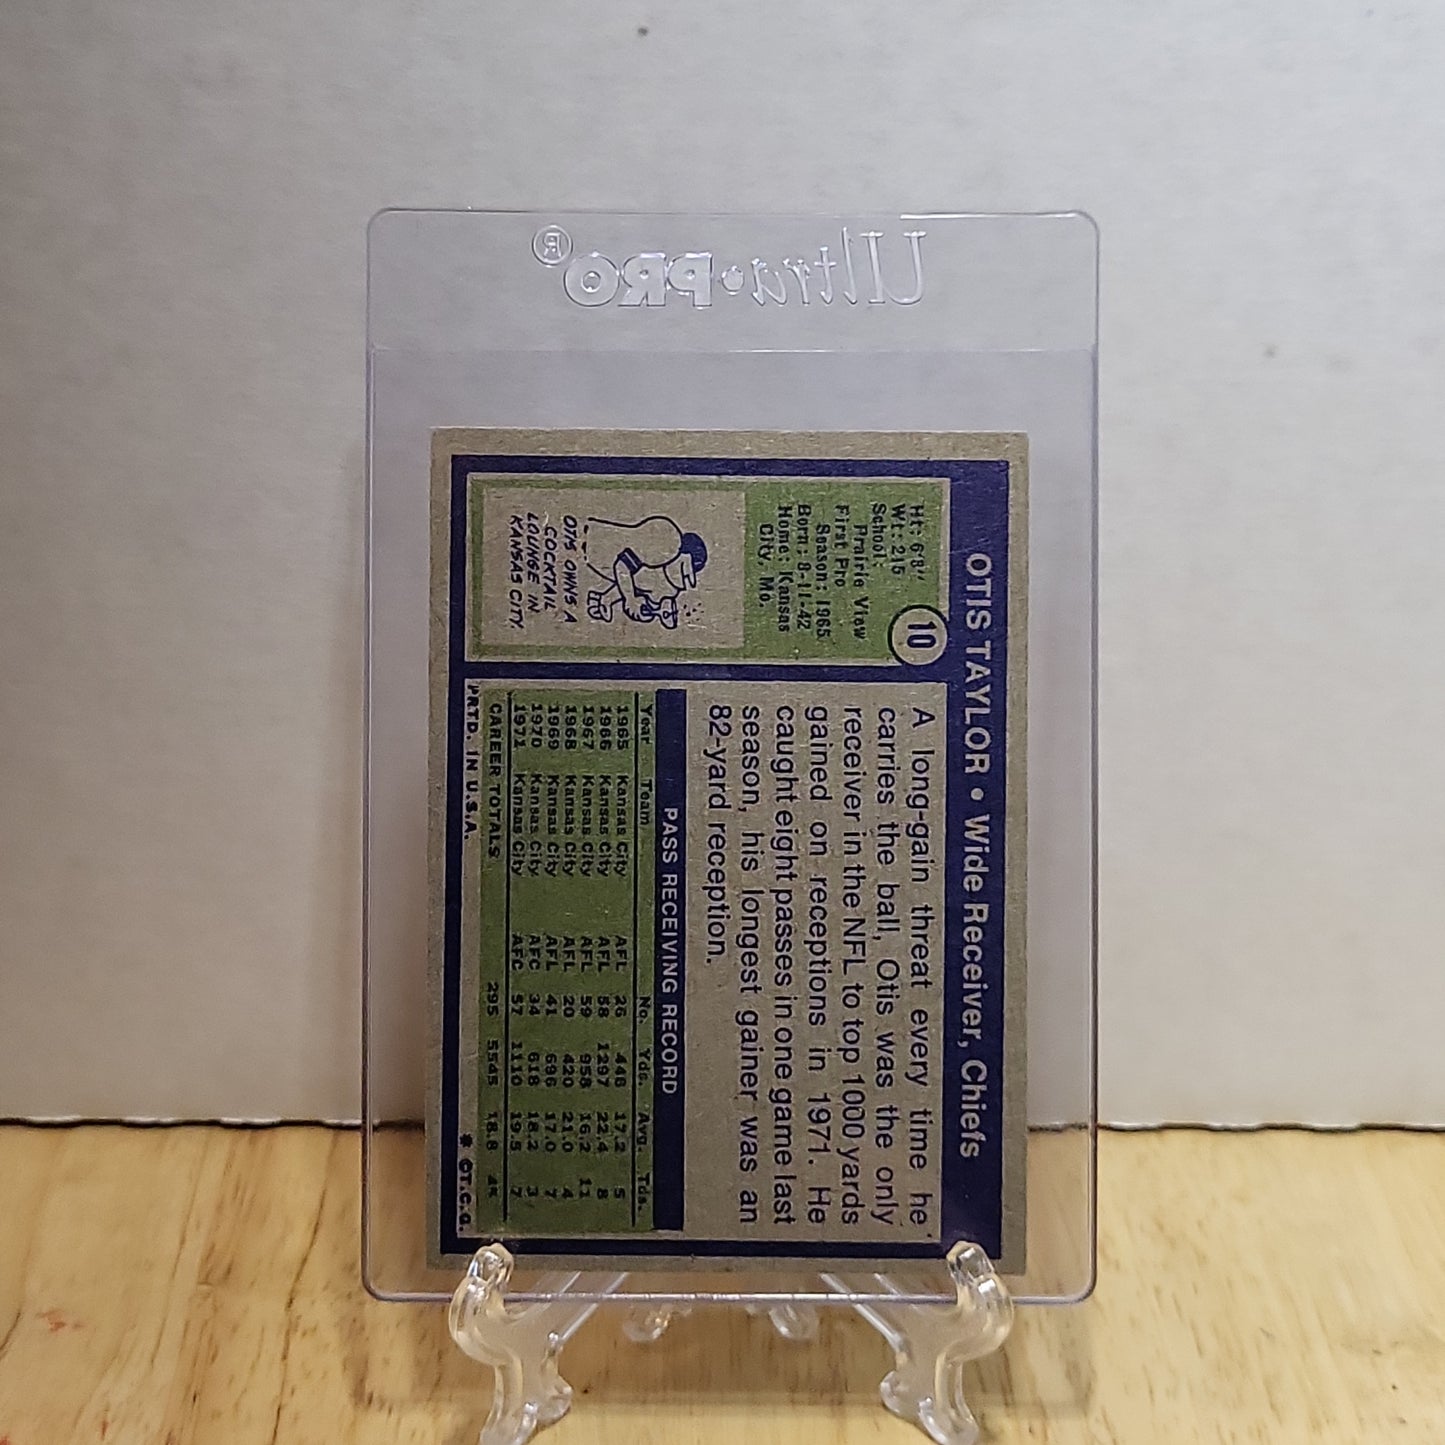 Ultra•PRO®
OTIS TAYLOR • Wide Receiver, Chiefs
10
Ht: 6'3"
Wt: 215
School:
Prairie View
First Pro
Season: 1965
Born: 8-11-42
Home: Kansas
City, Mo.
OTIS OWNS A
COCKTAIL
LOUNGE IN
KANSAS CITY.
A long-gain threat every time he
carries the ball, Otis was the only
receiver in the NFL to top 1000 yards
gained on receptions in 1971. He
caught eight passes in one game last
season, his longest gainer was an
82-yard reception.
PASS RECEIVING RECORD
Year Team No. Yds. Avg. Tds.
1965 Kansas City AFL 26 446 17.2 5
1966 Kansas City AFL 58 1297 22.4 8
1967 Kansas City AFL 59 958 16.2 11
1968 Kansas City AFL 20 420 21.0 4
1969 Kansas City AFL 41 696 17.0 7
1970 Kansas City AFC 34 618 18.2 3
1971 Kansas City AFC 57 1110 19.5 7
CAREER TOTALS 295 5545 18.8 45
PRTD. IN U.S.A. * ©T.C.G.